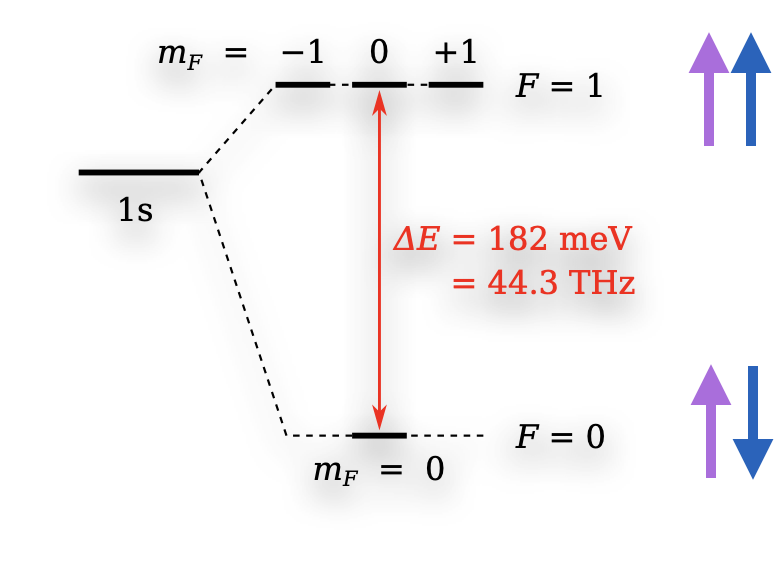 m_F = −1 0 +1
F = 1
1s
ΔE = 182 meV
= 44.3 THz
F = 0
m_F = 0